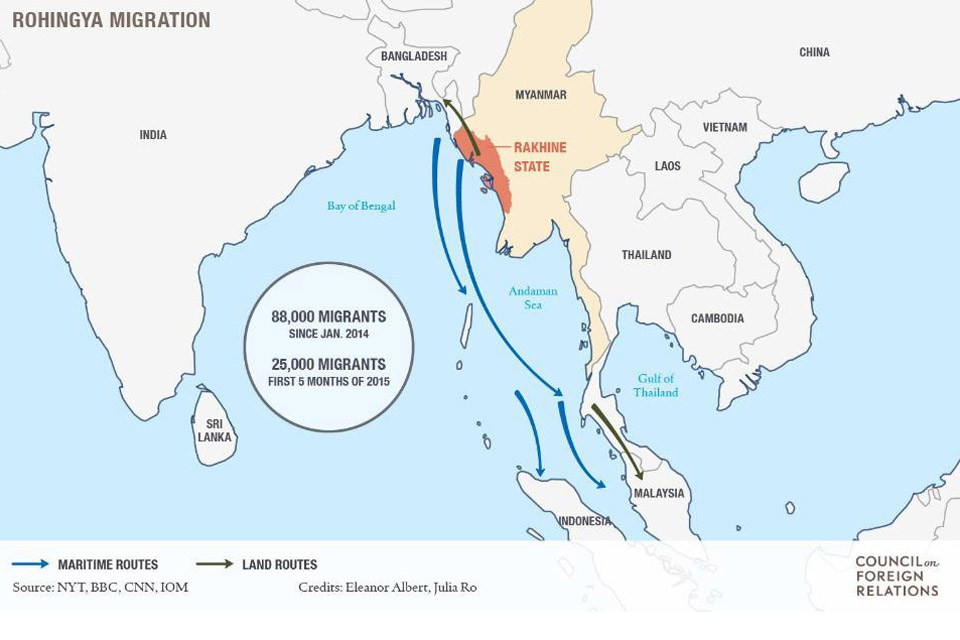 ROHINGYA MIGRATION
CHINA
BANGLADESH
MYANMAR
INDIA
VIETNAM
RAKHINE
STATE
LAOS
Bay of Bengal
THAILAND
Andaman
Sea
88,000 MIGRANTS
SINCE JAN. 2014
25,000 MIGRANTS
FIRST 5 MONTHS OF 2015
CAMBODIA
Gulf of
Thailand
SRI
LANKA
MALAYSIA
INDONESIA
MARITIME ROUTES
LAND ROUTES
Source: NYT, BBC, CNN, IOM
Credits: Eleanor Albert, Julia Ro
COUNCIL on
FOREIGN
RELATIONS